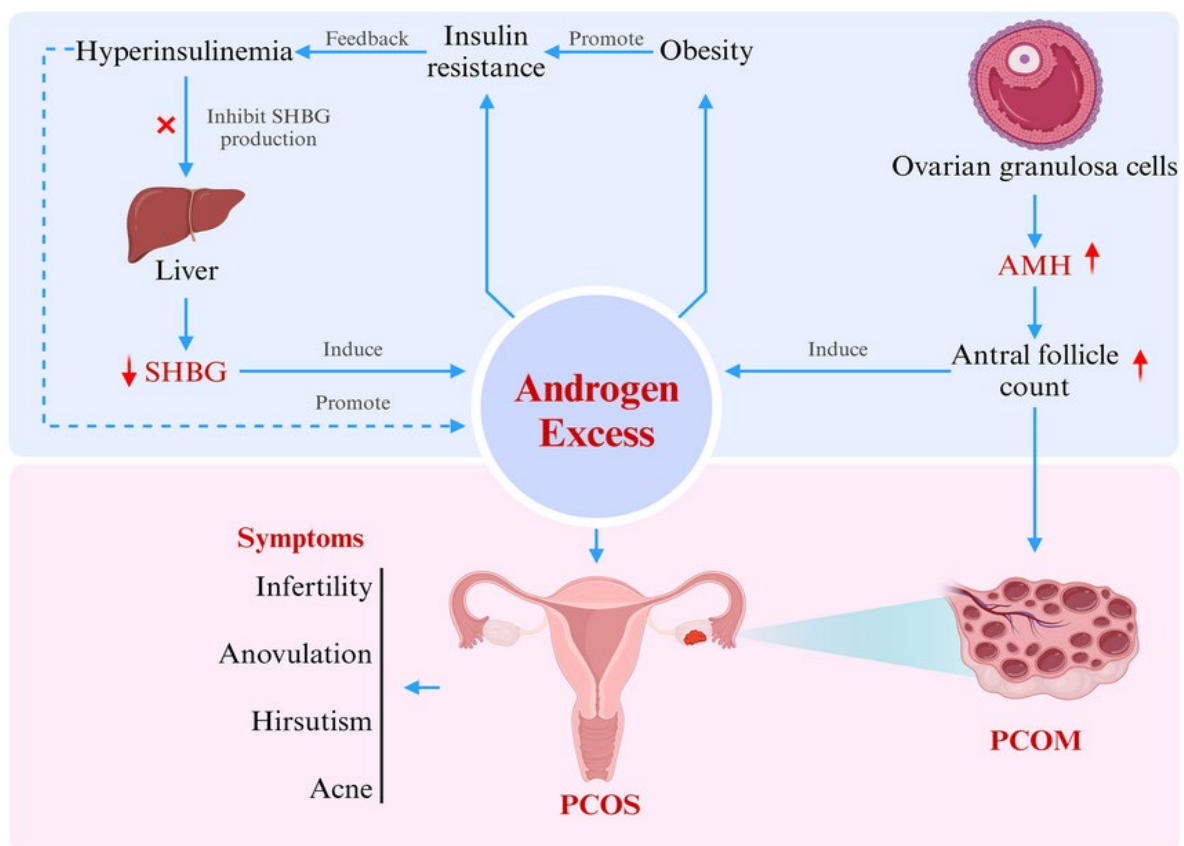 Hyperinsulinemia
Feedback
Insulin
resistance
Promote
Obesity
Inhibit SHBG
production
Ovarian granulosa cells
Liver
AMH
SHBG
Induce
Promote
Androgen
Excess
Induce
Antral follicle
count
Symptoms
Infertility
Anovulation
Hirsutism
Acne
PCOS
PCOM